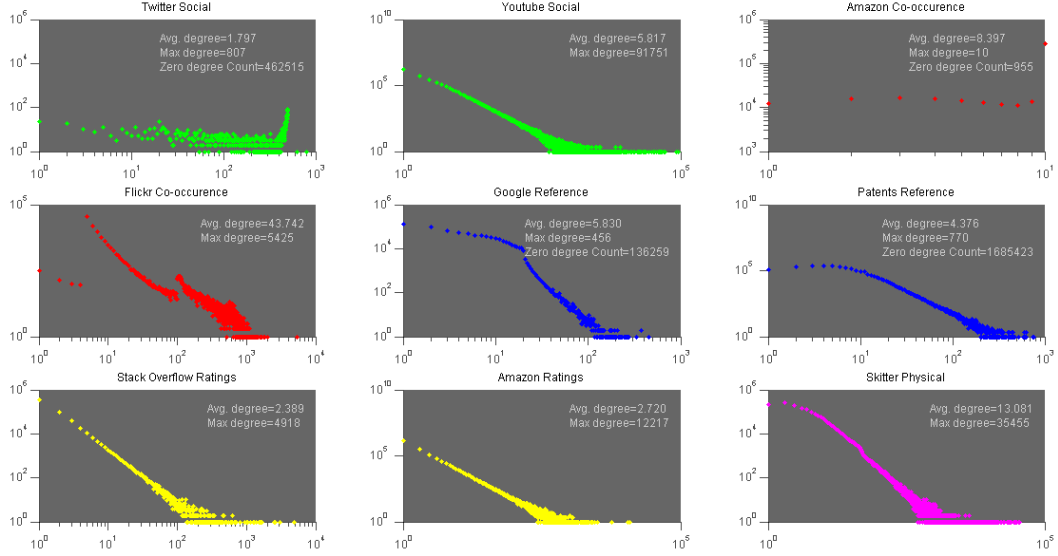 Twitter Social
10^6
10^4
10^2
10^0
10^0
10^1
10^2
10^3
Avg. degree=1.797
Max degree=807
Zero degree Count=462515
Youtube Social
10^10
10^5
10^0
10^0
10^5
Avg. degree=5.817
Max degree=91751
Amazon Co-occurence
10^6
10^5
10^4
10^3
10^0
10^1
Avg. degree=8.397
Max degree=10
Zero degree Count=955
Flickr Co-occurence
10^5
10^0
10^0
10^1
10^2
10^3
10^4
Avg. degree=43.742
Max degree=5425
Google Reference
10^6
10^4
10^2
10^0
10^0
10^1
10^2
10^3
Avg. degree=5.830
Max degree=456
Zero degree Count=136259
Patents Reference
10^10
10^5
10^0
10^0
10^1
10^2
10^3
Avg. degree=4.376
Max degree=770
Zero degree Count=1685423
Stack Overflow Ratings
10^6
10^4
10^2
10^0
10^0
10^1
10^2
10^3
10^4
Avg. degree=2.389
Max degree=4918
Amazon Ratings
10^10
10^5
10^0
10^0
10^5
Avg. degree=2.720
Max degree=12217
Skitter Physical
10^6
10^4
10^2
10^0
10^0
10^5
Avg. degree=13.081
Max degree=35455